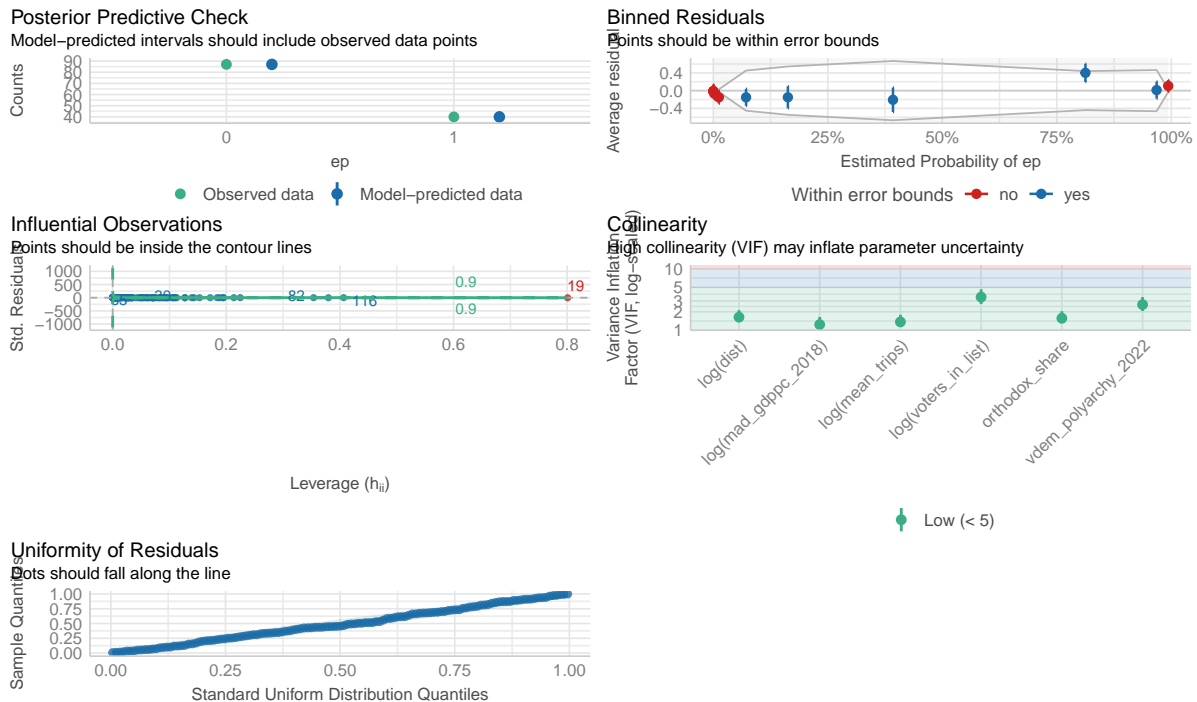 Posterior Predictive Check
Model−predicted intervals should include observed data points
Counts
90
80
70
60
50
40
0
1
ep
Observed data
Model−predicted data
Binned Residuals
Points should be within error bounds
Average residual
0.4
0.0
−0.4
0%
25%
50%
75%
100%
Estimated Probability of ep
Within error bounds
no
yes
Influential Observations
Points should be inside the contour lines
Std. Residuals
1000
500
0
−500
−1000
0.9
0.9
19
82
116
0.0
0.2
0.4
0.6
0.8
Leverage (hii)
Collinearity
High collinearity (VIF) may inflate parameter uncertainty
Variance Inflation
Factor (VIF, log−scaled)
10
5
3
2
1
log(dist)
log(mad_gdppc_2018)
log(mean_trips)
log(voters_in_list)
orthodox_share
vdem_polyarchy_2022
Low (< 5)
Uniformity of Residuals
Dots should fall along the line
Sample Quantiles
1.00
0.75
0.50
0.25
0.00
0.00
0.25
0.50
0.75
1.00
Standard Uniform Distribution Quantiles